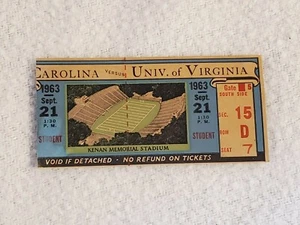 CAROLINA VERSUS UNIV. of VIRGINIA
1963
Sept.
21
1:30
P. M.
STUDENT
KENAN MEMORIAL STADIUM
1963
Sept.
21
1:30
P. M.
STUDENT
VOID IF DETACHED - NO REFUND ON TICKETS
Gate 6
SOUTH SIDE
SEC. 15
ROW D
SEAT 7